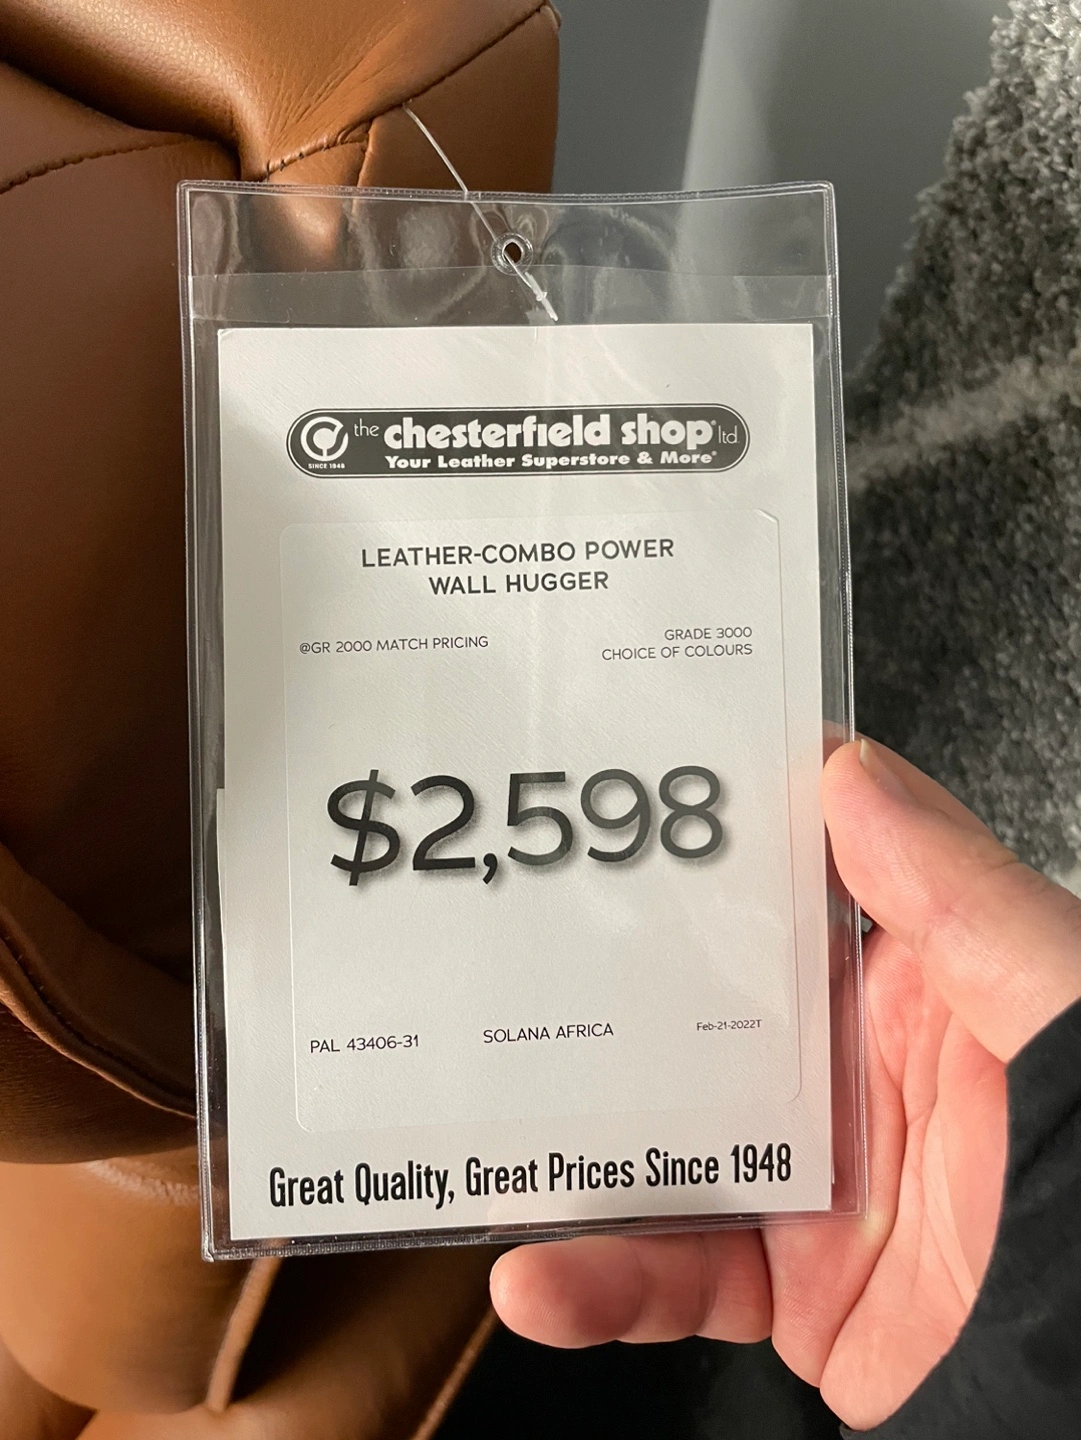 the chesterfield shop® ltd.
SINCE 1948
Your Leather Superstore & More®
LEATHER-COMBO POWER
WALL HUGGER
@GR 2000 MATCH PRICING
GRADE 3000
CHOICE OF COLOURS
$2,598
PAL 43406-31
SOLANA AFRICA
Feb-21-2022T
Great Quality, Great Prices Since 1948